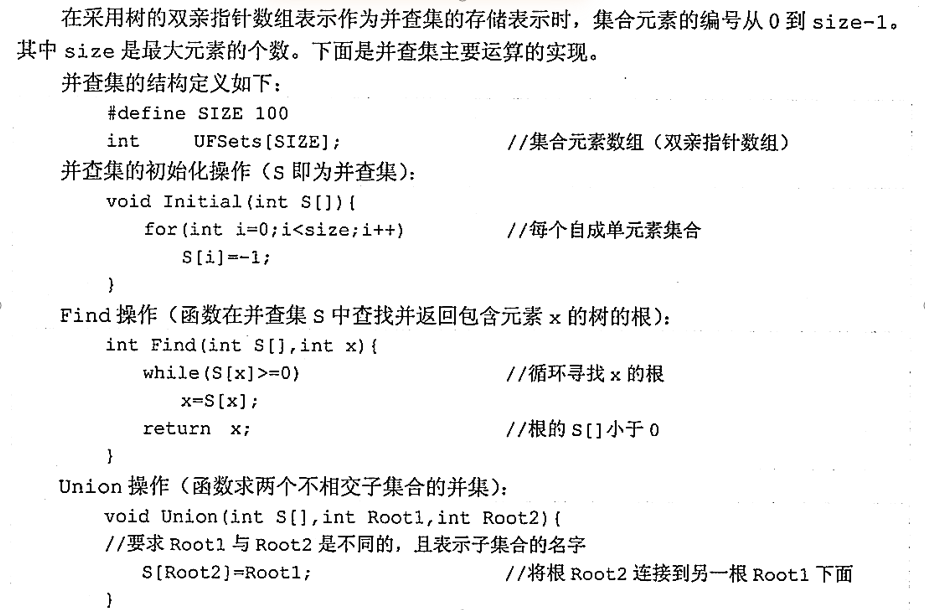 在采用树的双亲指针数组表示作为并查集的存储表示时，集合元素的编号从 0 到 size-1。
其中 size 是最大元素的个数。下面是并查集主要运算的实现。
并查集的结构定义如下：
#define SIZE 100
int UFSets[SIZE]; //集合元素数组（双亲指针数组）
并查集的初始化操作（S 即为并查集）：
void Initial(int S[]){
for(int i=0;i<size;i++) //每个自成单元素集合
S[i]=-1;
}
Find 操作（函数在并查集 S 中查找并返回包含元素 x 的树的根）：
int Find(int S[],int x){
while(S[x]>=0) //循环寻找 x 的根
x=S[x];
return x; //根的 S[]小于 0
}
Union 操作（函数求两个不相交子集合的并集）：
void Union(int S[],int Root1,int Root2){
//要求 Root1 与 Root2 是不同的，且表示子集合的名字
S[Root2]=Root1; //将根 Root2 连接到另一根 Root1 下面
}